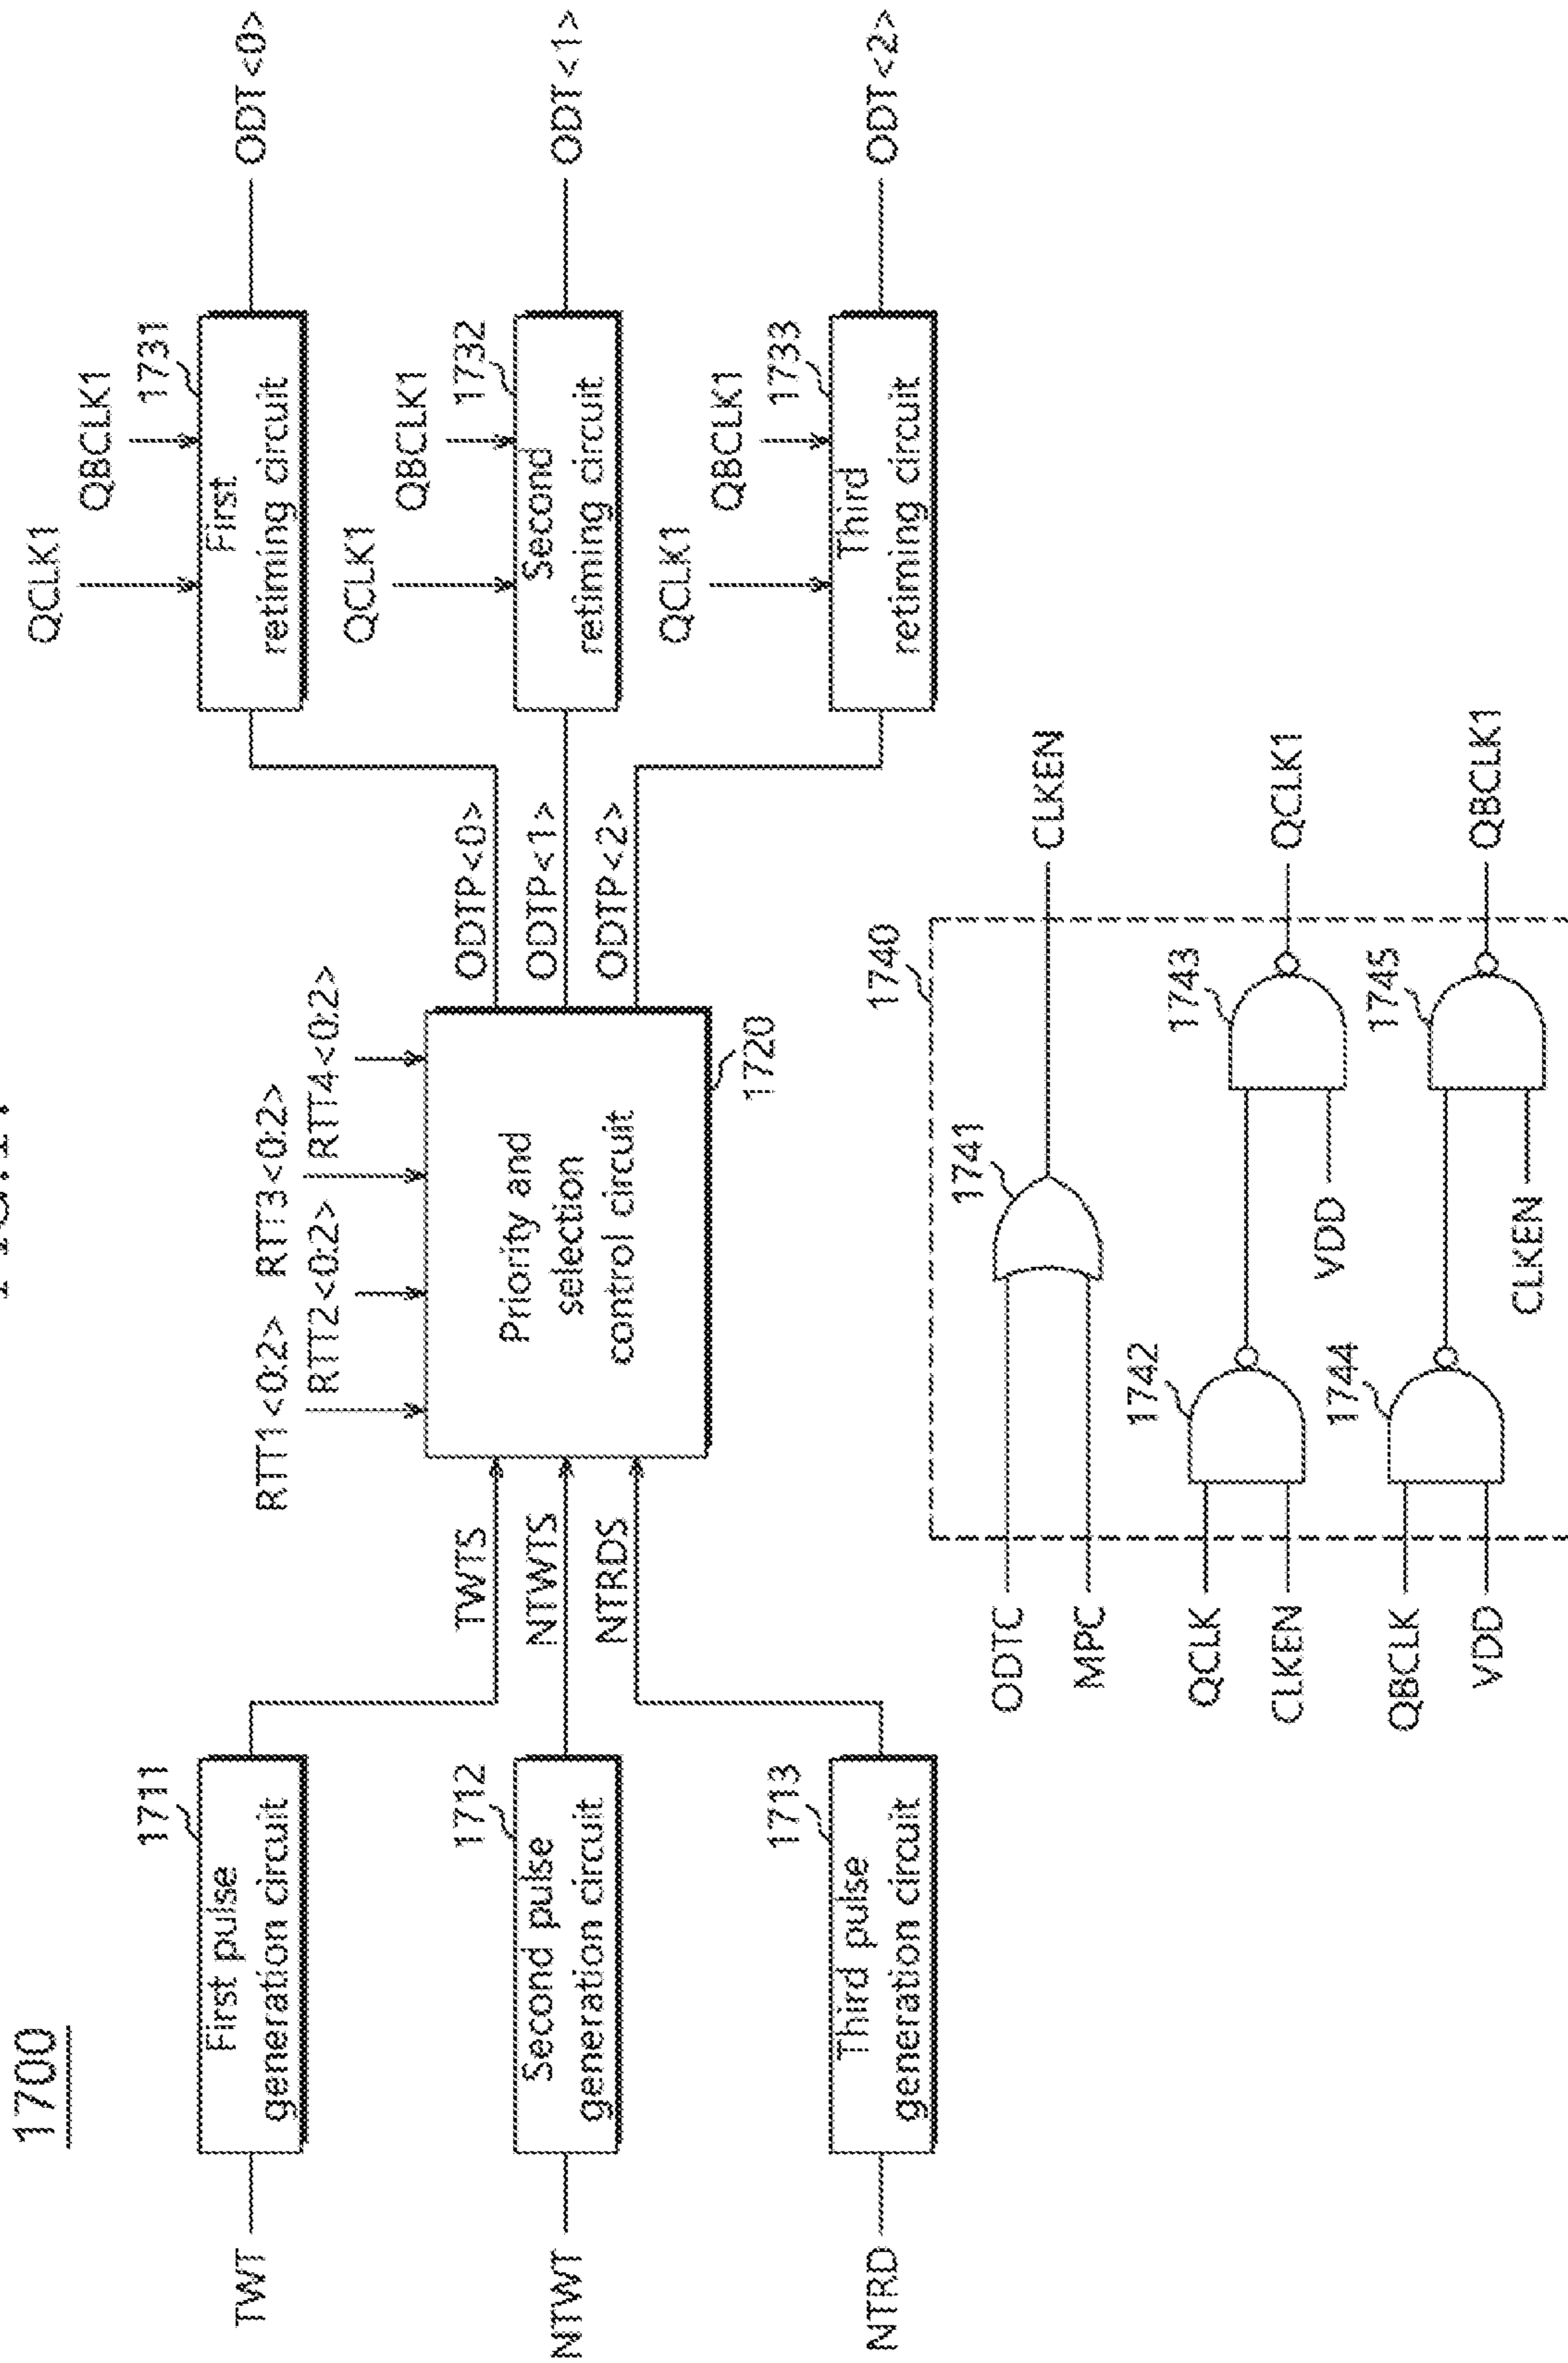 1700
TWT
First pulse
generation circuit
1711
NTWT
Second pulse
generation circuit
1712
NTRD
Third pulse
generation circuit
1713
TWTS
NTWTS
NTRDS
RTT1<0:2>
RTT2<0:2>
RTT3<0:2>
RTT4<0:2>
Priority and
selection
control circuit
1720
ODTP<0>
ODTP<1>
ODTP<2>
QCLK1
QBCLK1
First
retiming circuit
1731
ODT<0>
QCLK1
QBCLK1
Second
retiming circuit
1732
ODT<1>
QCLK1
QBCLK1
Third
retiming circuit
1733
ODT<2>
1740
ODTC
MPC
1741
CLKEN
QCLK
CLKEN
1742
VDD
1743
QCLK1
QBCLK
VDD
1744
CLKEN
1745
QBCLK1